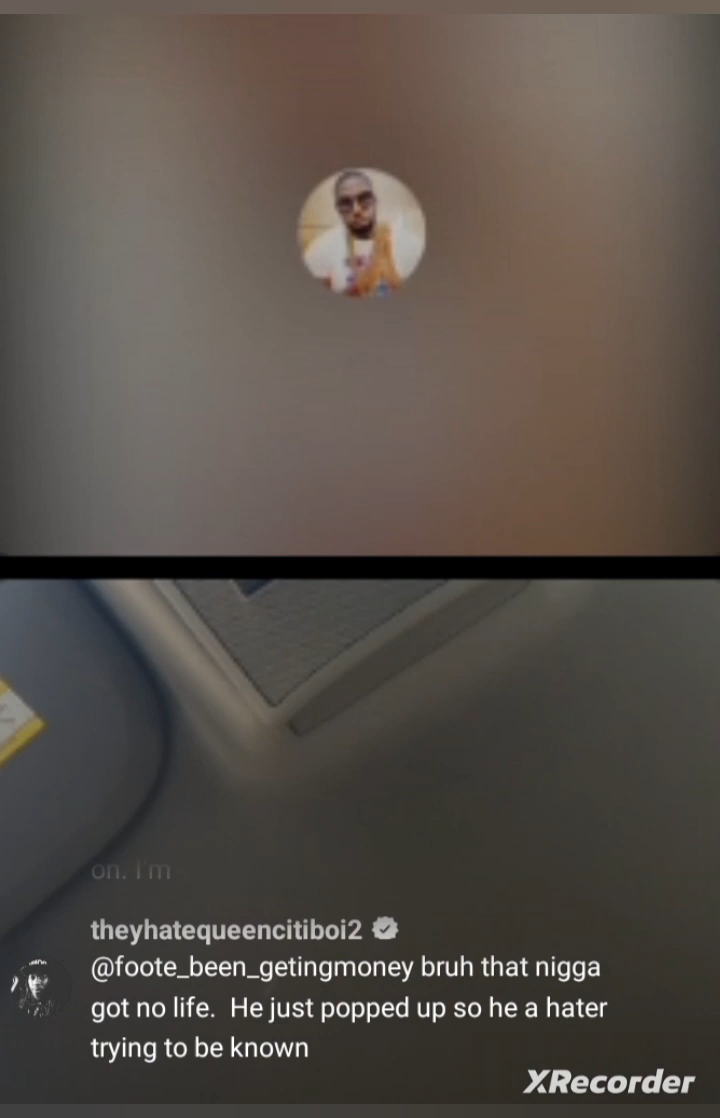 on. I'm
theyhatequeencitiboi2
@foote_been_getingmoney bruh that nigga
got no life.  He just popped up so he a hater
trying to be known
XRecorder